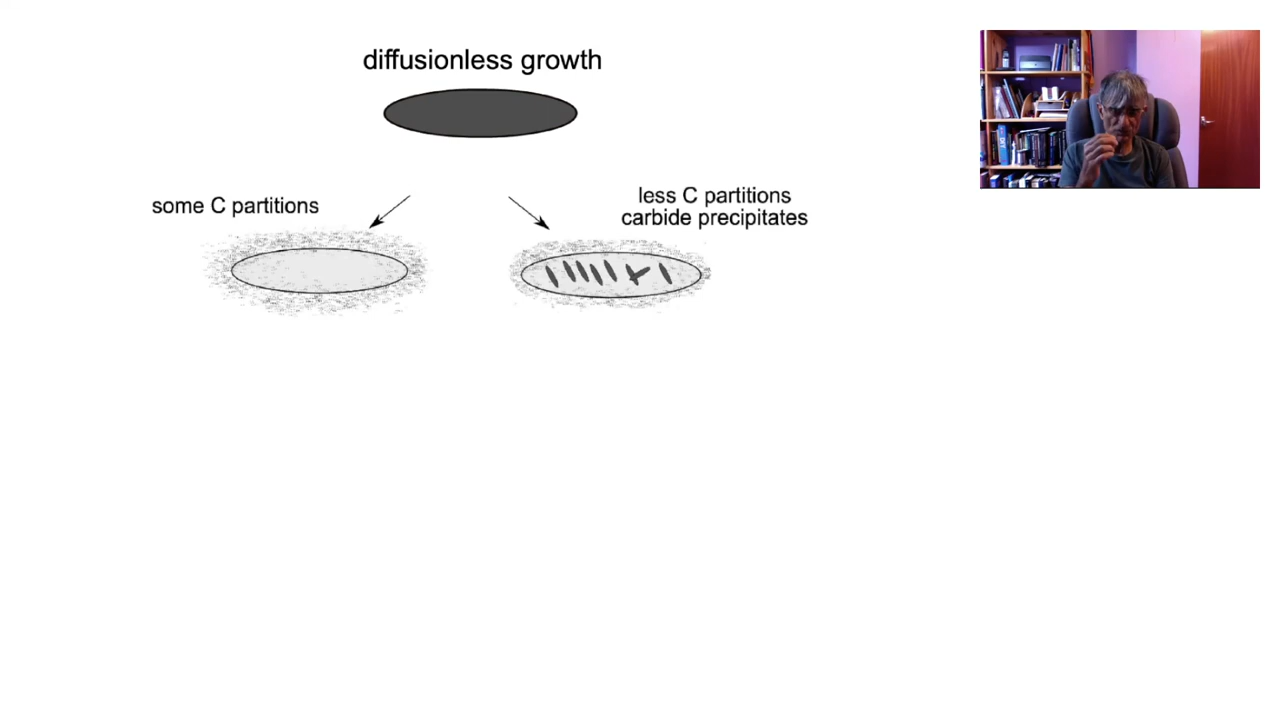 diffusionless growth
some C partitions
less C partitions
carbide precipitates